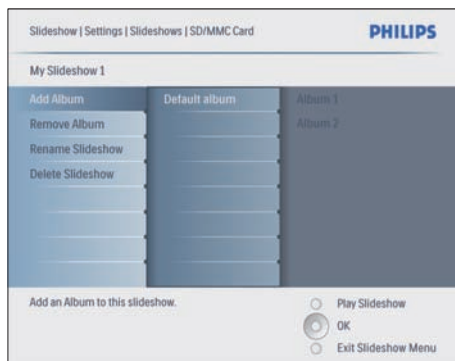 Slideshow | Settings | Slideshows | SD/MMC Card
PHILIPS
My Slideshow 1
Add Album
Default album
Album 1
Remove Album
Album 2
Rename Slideshow
Delete Slideshow
Add an Album to this slideshow.
Play Slideshow
OK
Exit Slideshow Menu